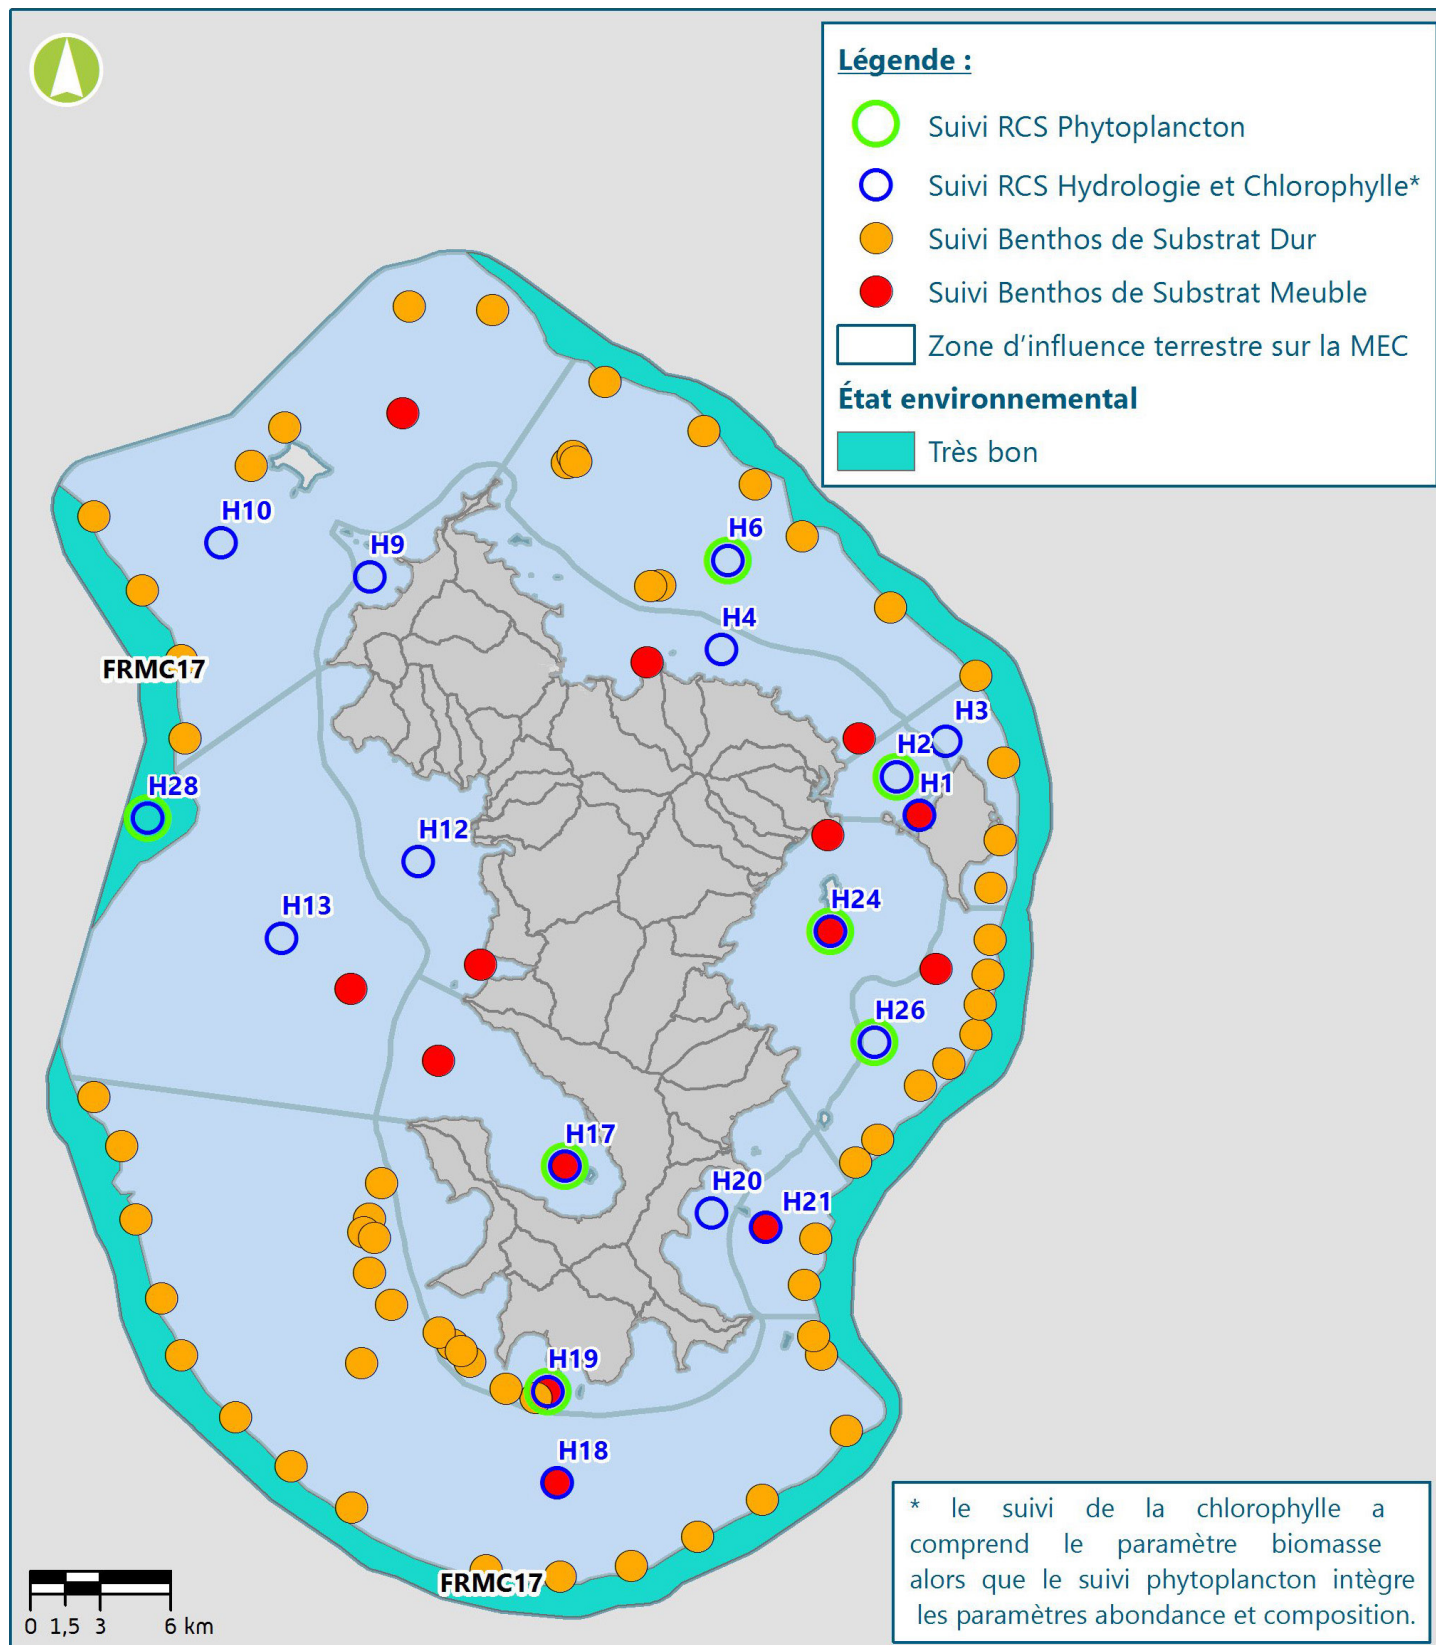 Légende :
Suivi RCS Phytoplancton
Suivi RCS Hydrologie et Chlorophylle*
Suivi Benthos de Substrat Dur
Suivi Benthos de Substrat Meuble
Zone d'influence terrestre sur la MEC
État environnemental
Très bon
H10
H9
H6
H4
FRMC17
H3
H2
H1
H28
H12
H13
H24
H26
H17
H20
H21
H19
H18
FRMC17
0 1,5 3 6 km
* le suivi de la chlorophylle a
comprend le paramètre biomasse
alors que le suivi phytoplancton intègre
les paramètres abondance et composition.